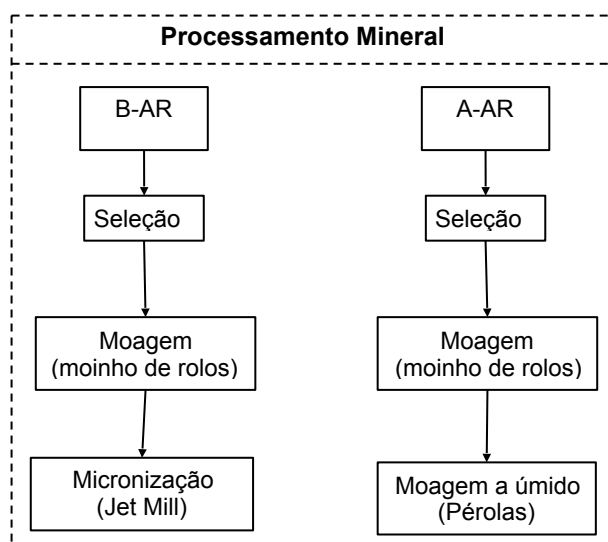 Processamento Mineral
B-AR
A-AR
Seleção
Seleção
Moagem
(moinho de rolos)
Moagem
(moinho de rolos)
Micronização
(Jet Mill)
Moagem a úmido
(Pérolas)